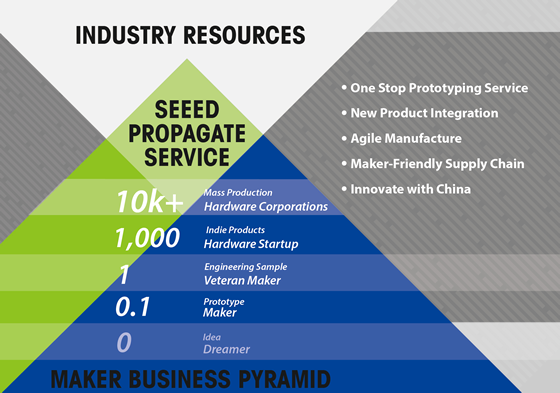 INDUSTRY RESOURCES
SEEED
PROPAGATE
SERVICE
• One Stop Prototyping Service
• New Product Integration
• Agile Manufacture
• Maker-Friendly Supply Chain
• Innovate with China
10k+
Mass Production
Hardware Corporations
1,000
Indie Products
Hardware Startup
1
Engineering Sample
Veteran Maker
0.1
Prototype
Maker
0
Idea
Dreamer
MAKER BUSINESS PYRAMID